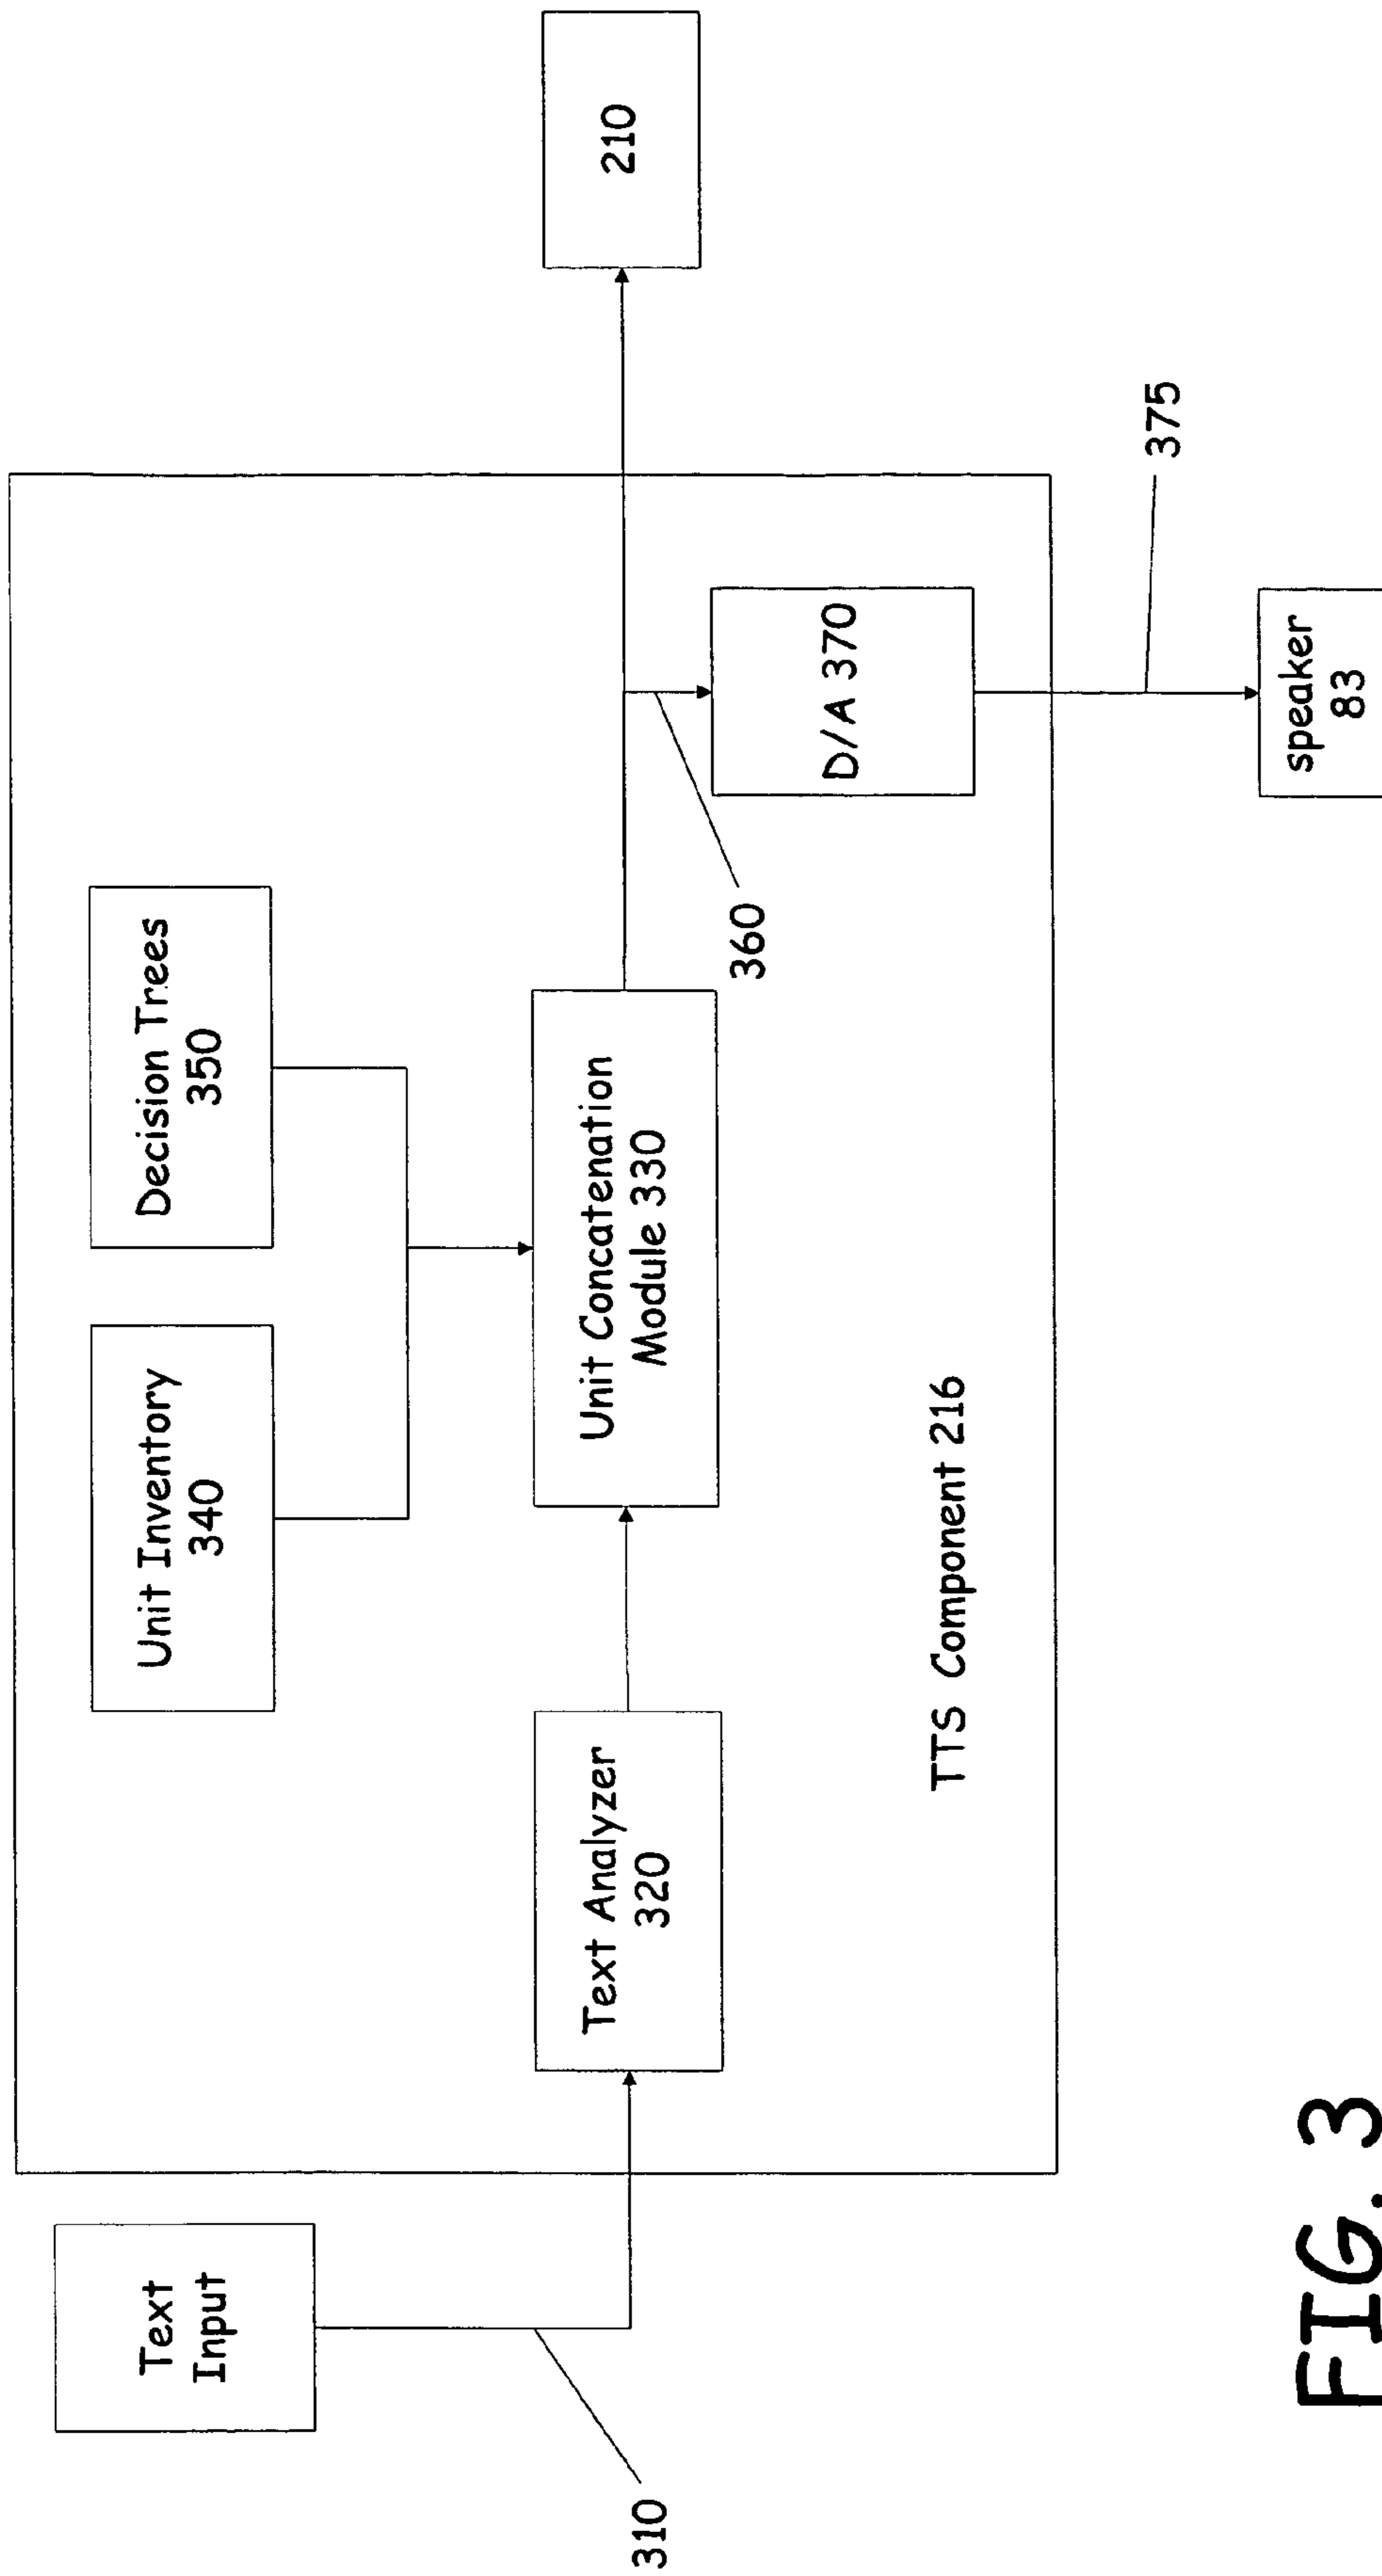 Text
Input
310
Unit Inventory
340
Decision Trees
350
Text Analyzer
320
Unit Concatenation
Module 330
210
360
D/A 370
375
TTS Component 216
speaker
83
FIG. 3